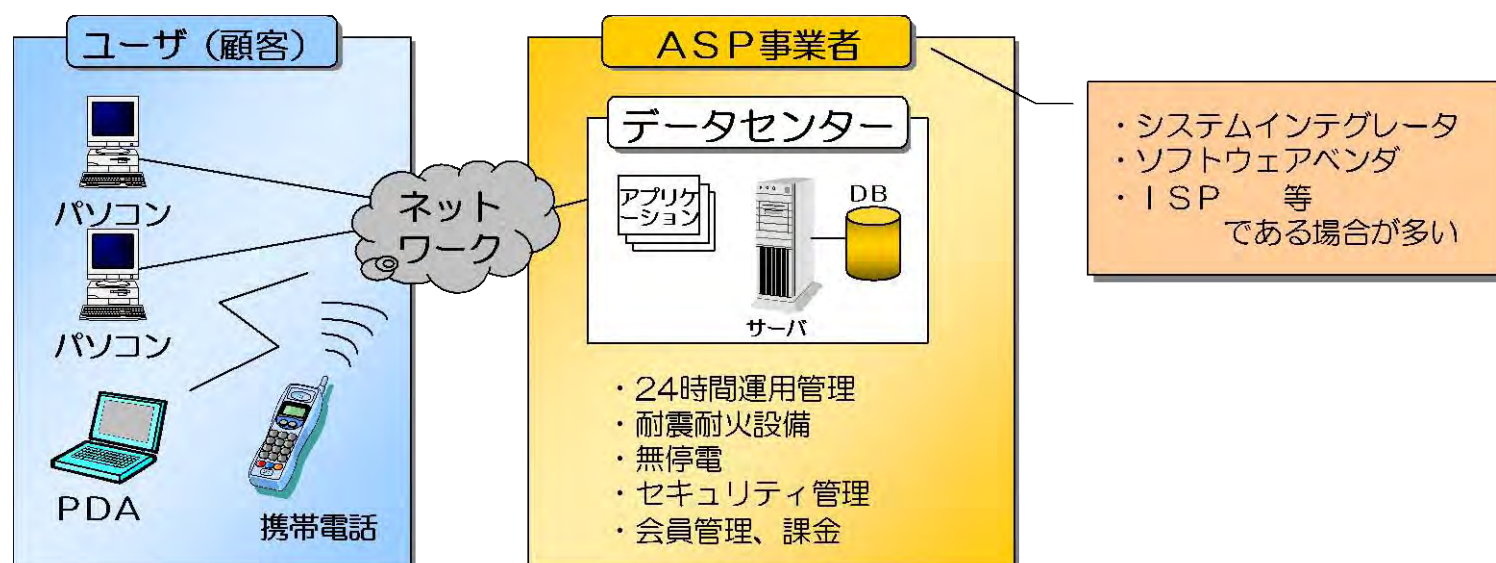 ユーザ（顧客）
パソコン
パソコン
PDA
携帯電話
ネット
ワーク
ASP事業者
データセンター
アプリケ
ーション
サーバ
DB
・24時間運用管理
・耐震耐火設備
・無停電
・セキュリティ管理
・会員管理、課金
・システムインテグレータ
・ソフトウェアベンダ
・ISP　等
である場合が多い